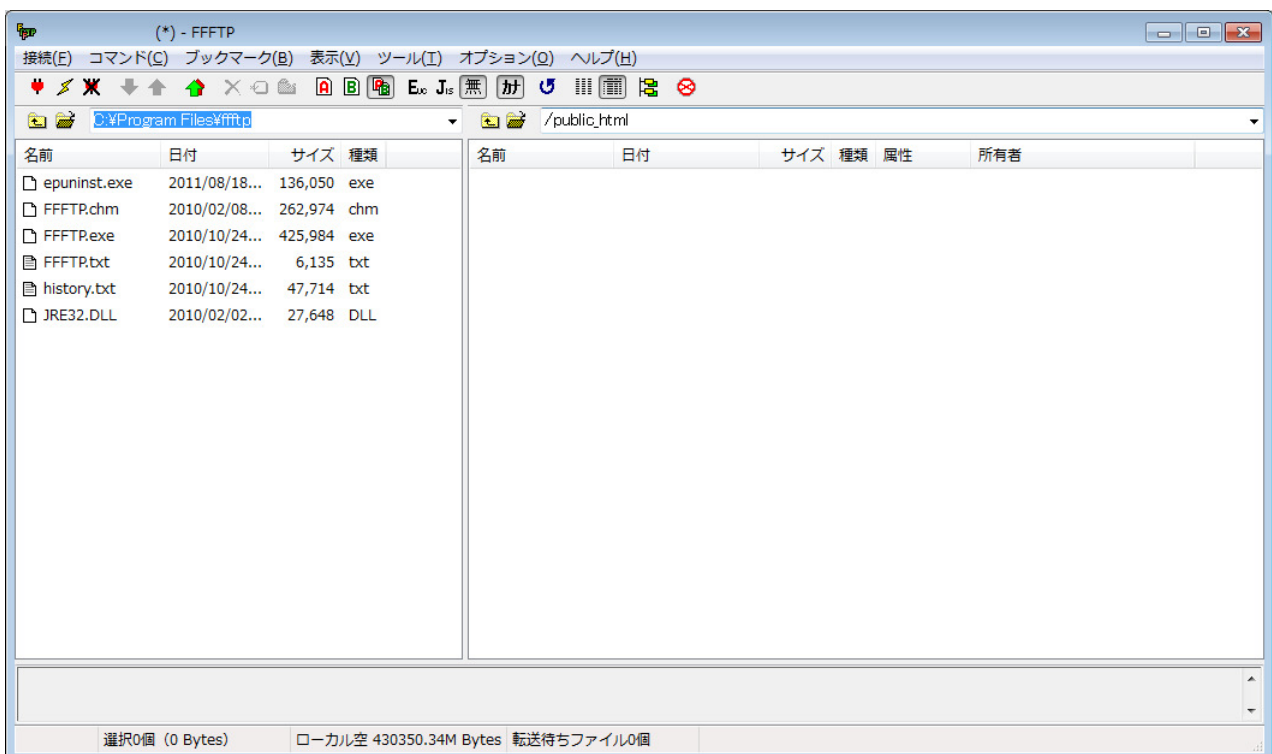 (*) - FFFTP
接続(F) コマンド(C) ブックマーク(B) 表示(V) ツール(T) オプション(O) ヘルプ(H)
A B Euc JIS 無 カナ
C:¥Program Files¥ffftp /public_html
名前 日付 サイズ 種類 名前 日付 サイズ 種類 属性 所有者
epuninst.exe 2011/08/18... 136,050 exe
FFFTP.chm 2010/02/08... 262,974 chm
FFFTP.exe 2010/10/24... 425,984 exe
FFFTP.txt 2010/10/24... 6,135 txt
history.txt 2010/10/24... 47,714 txt
JRE32.DLL 2010/02/02... 27,648 DLL
選択0個 (0 Bytes) ローカル空 430350.34M Bytes 転送待ちファイル0個